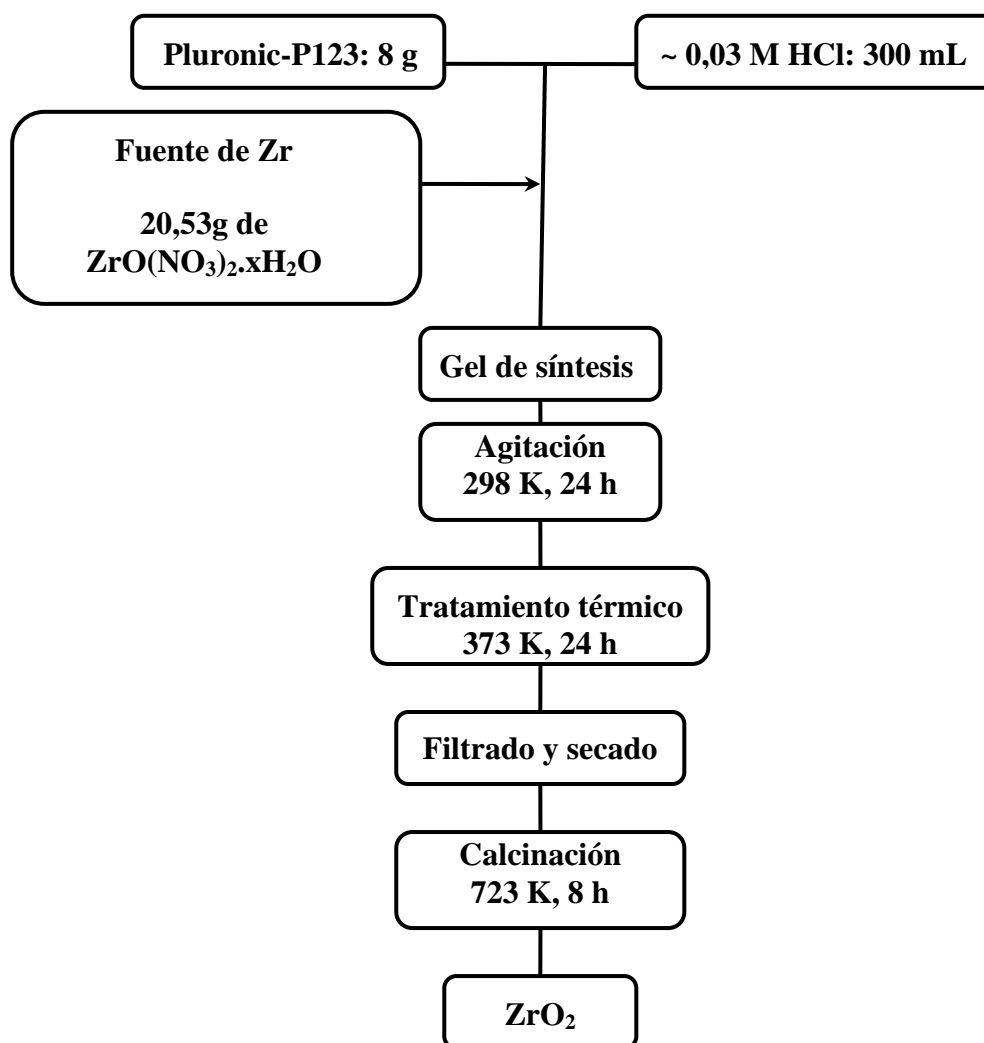 Pluronic-P123: 8 g
~ 0,03 M HCl: 300 mL
Fuente de Zr
20,53g de
ZrO(NO₃)₂.xH₂O
Gel de síntesis
Agitación
298 K, 24 h
Tratamiento térmico
373 K, 24 h
Filtrado y secado
Calcinación
723 K, 8 h
ZrO₂